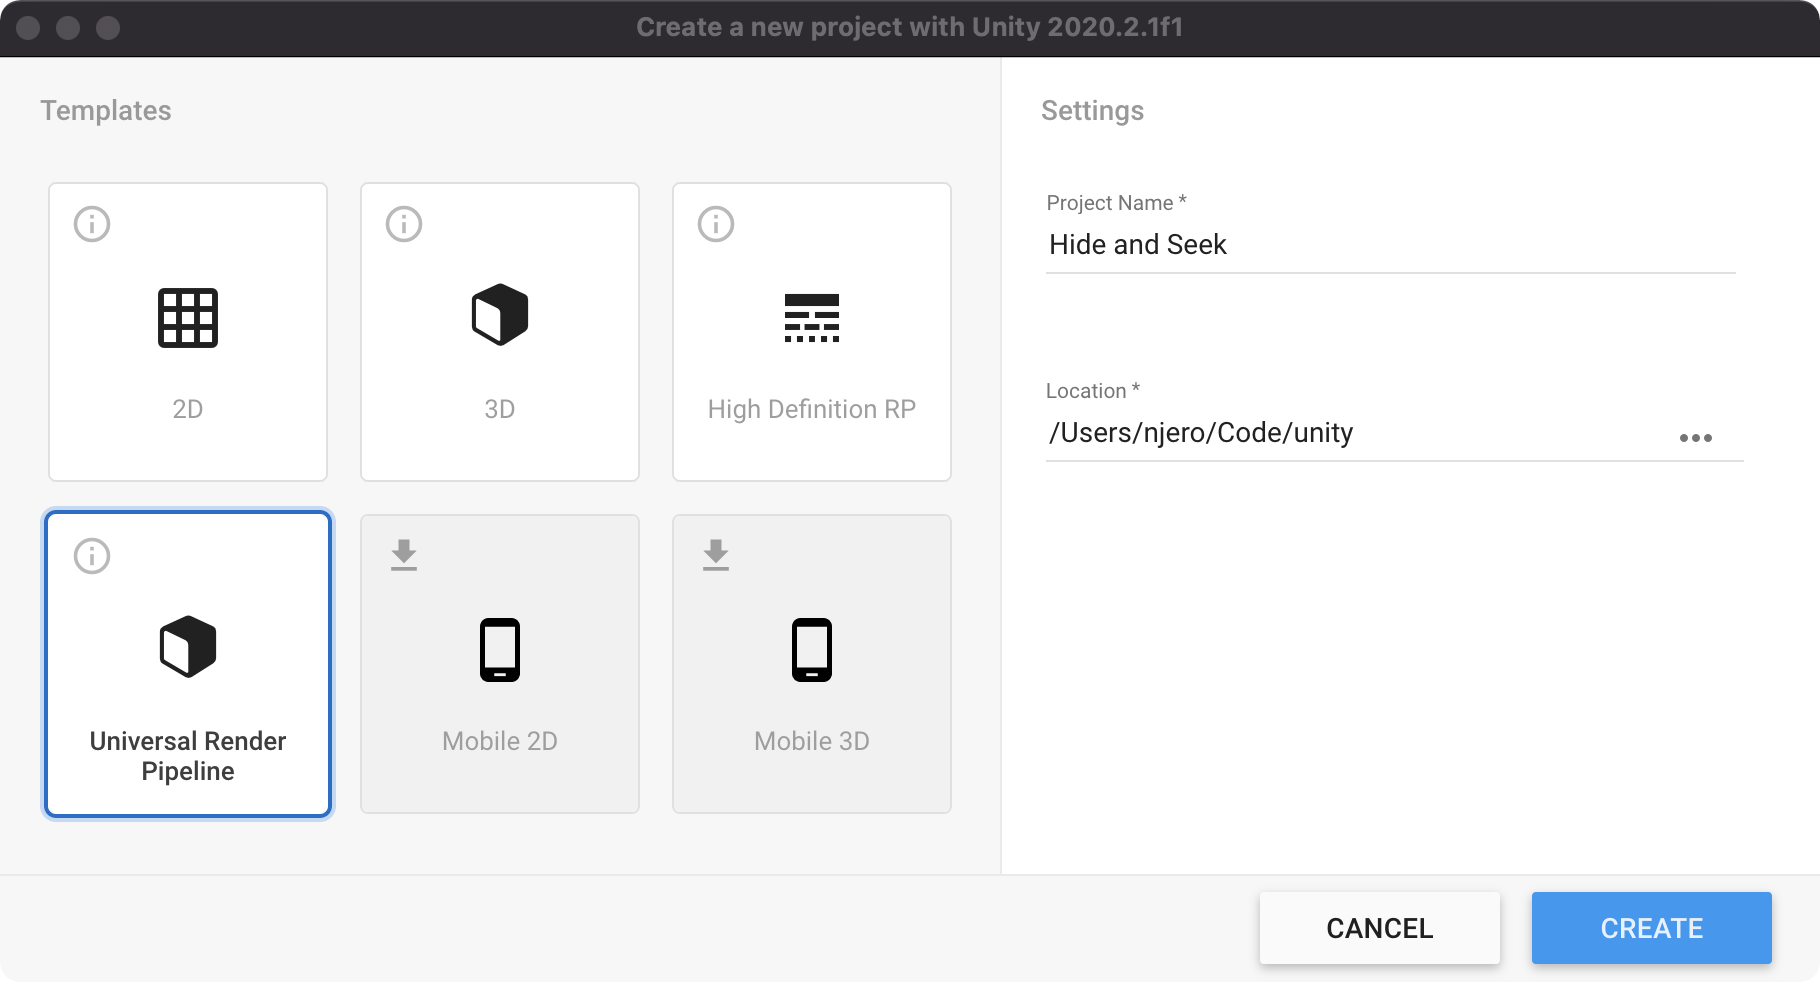 Create a new project with Unity 2020.2.1f1
Templates
2D
3D
High Definition RP
Universal Render
Pipeline
Mobile 2D
Mobile 3D
Settings
Project Name *
Hide and Seek
Location *
/Users/njero/Code/unity
CANCEL
CREATE